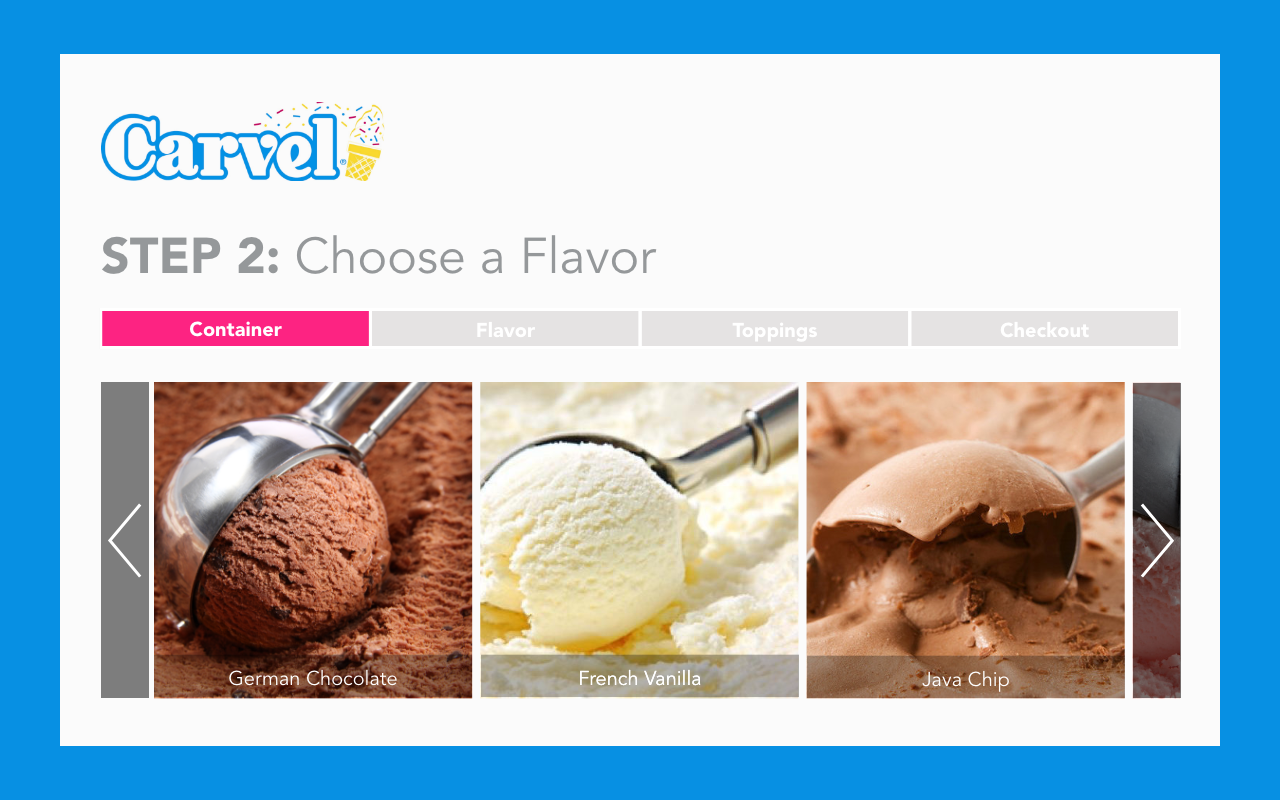 Carvel®
STEP 2: Choose a Flavor
Container Flavor Toppings Checkout
German Chocolate French Vanilla Java Chip